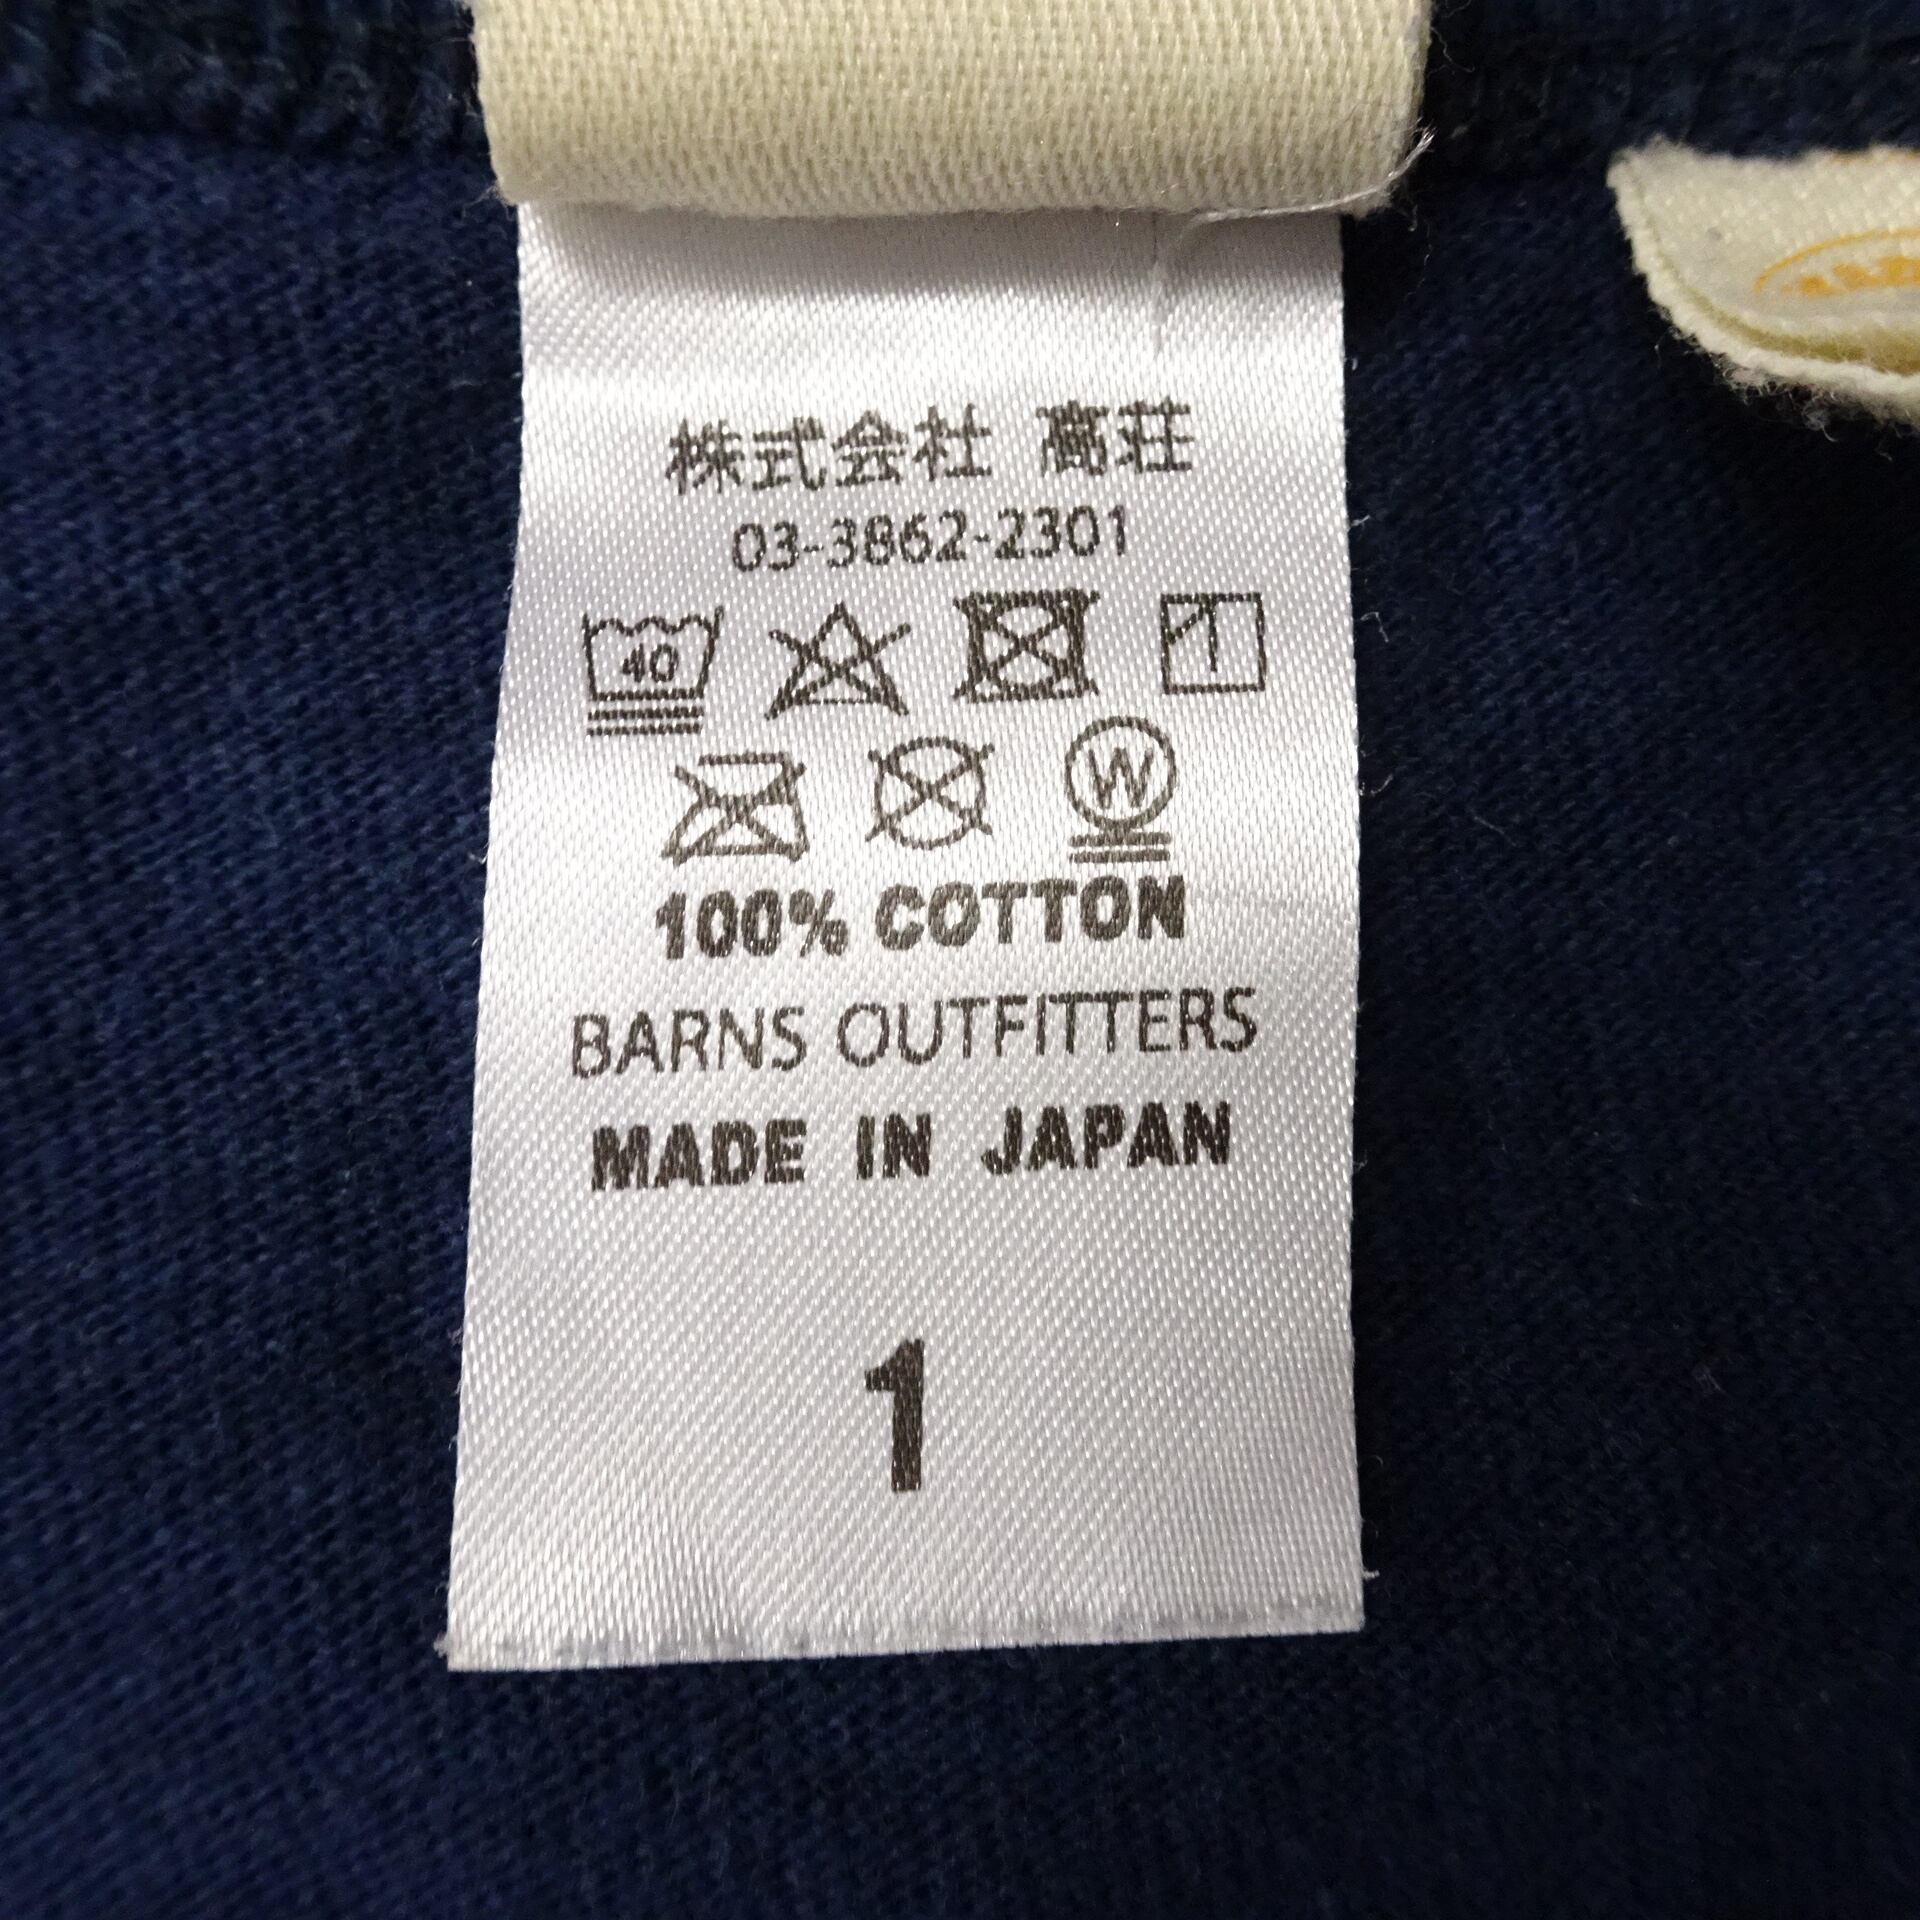 株式会社 高荘
03-3862-2301
40
W
100% COTTON
BARNS OUTFITTERS
MADE IN JAPAN
1